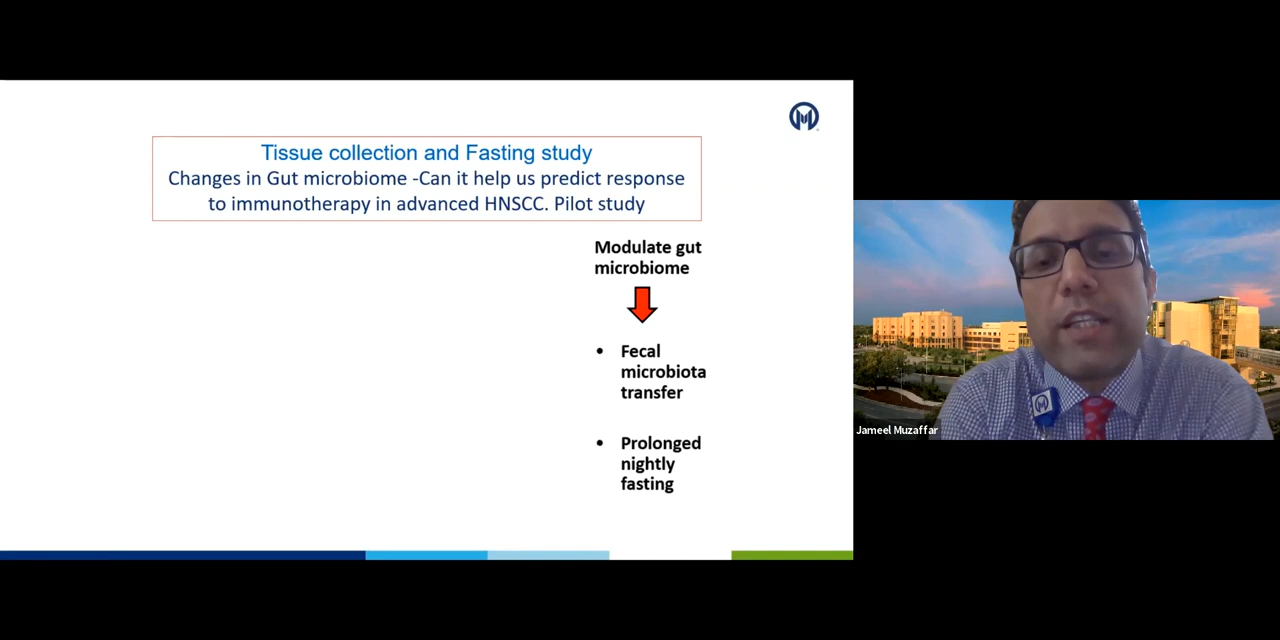 Tissue collection and Fasting study
Changes in Gut microbiome -Can it help us predict response
to immunotherapy in advanced HNSCC. Pilot study
Modulate gut
microbiome
• Fecal
microbiota
transfer
• Prolonged
nightly
fasting
Jameel Muzaffar